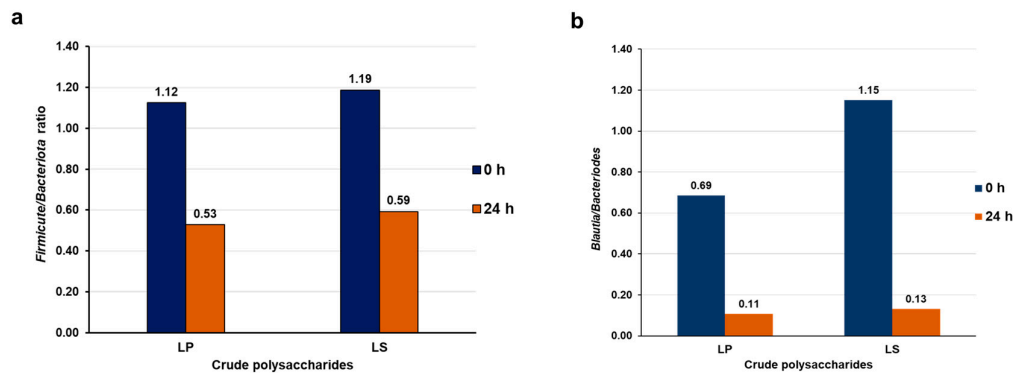 a
Firmicute/Bacteriota ratio
1.40
1.20
1.00
0.80
0.60
0.40
0.20
0.00
1.12
0.53
1.19
0.59
LP
LS
Crude polysaccharides
0 h
24 h
b
Blautia/Bacteriodes
1.40
1.20
1.00
0.80
0.60
0.40
0.20
0.00
0.69
0.11
1.15
0.13
LP
LS
Crude polysaccharides
0 h
24 h